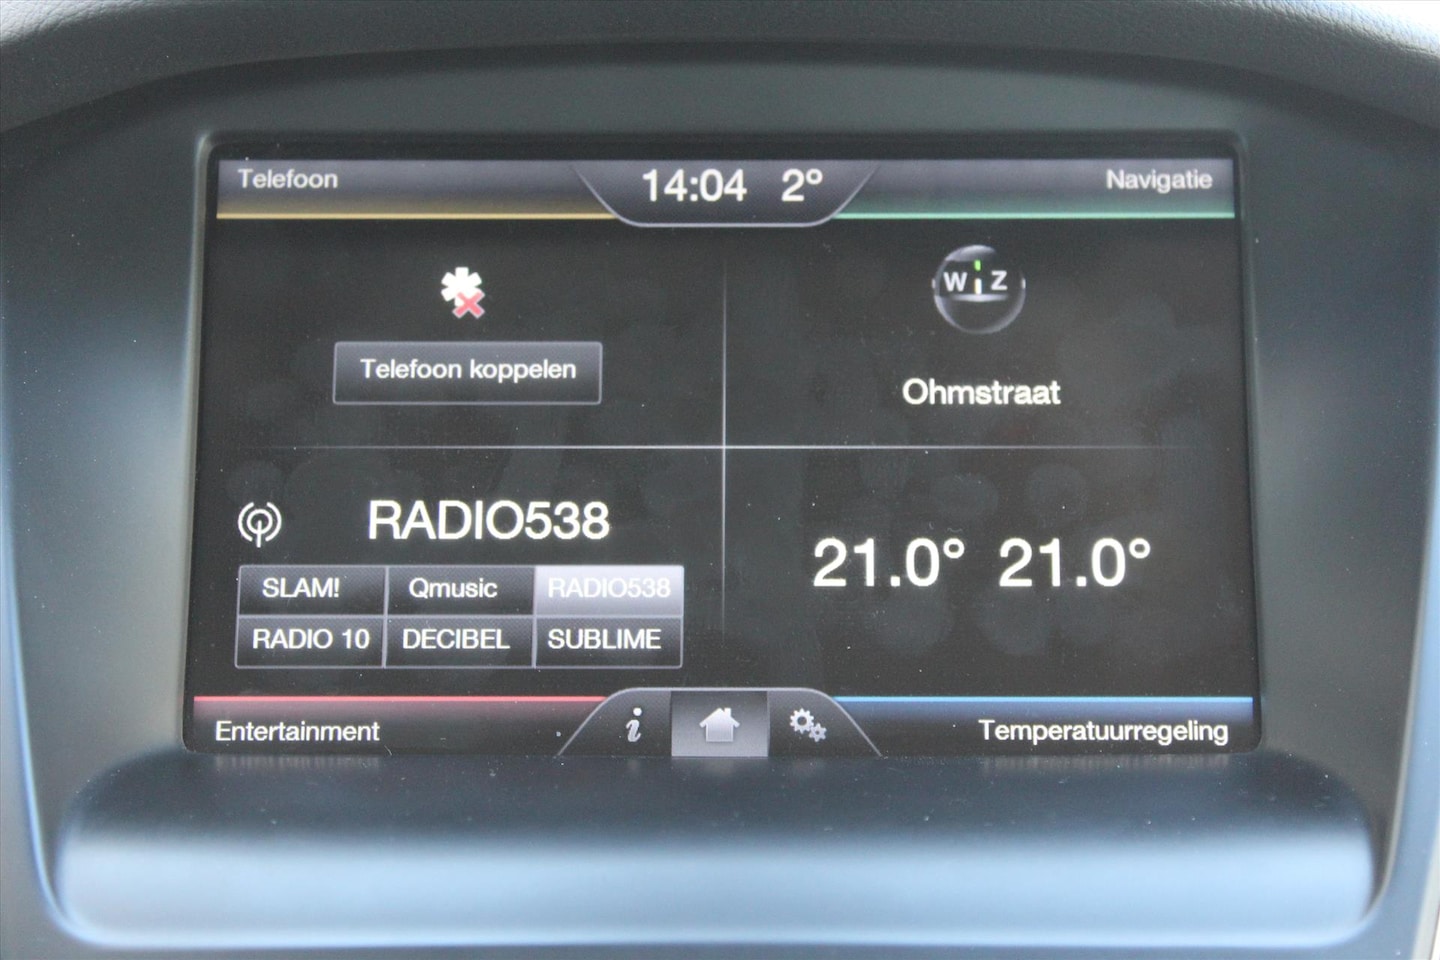 Telefoon
14:04 2°
Navigatie
Telefoon koppelen
W Z
Ohmstraat
RADIO538
SLAM! Qmusic RADIO538
RADIO 10 DECIBEL SUBLIME
21.0° 21.0°
Entertainment
i
Temperatuurregeling